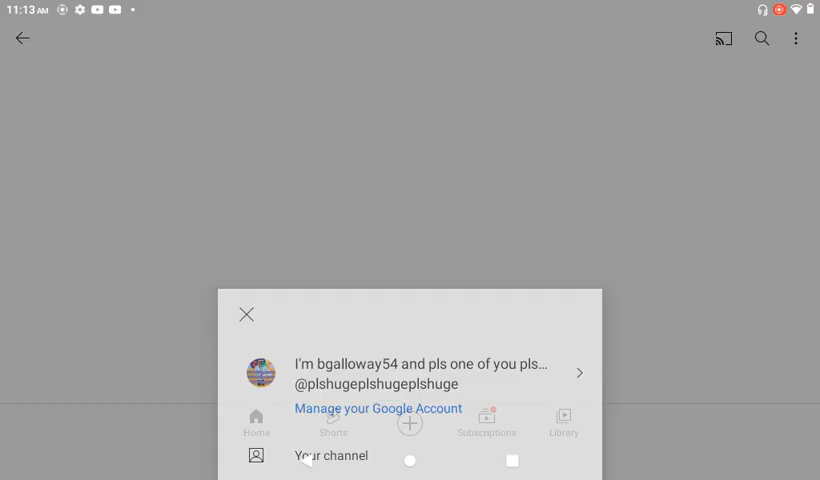 11:13 AM
I'm bgalloway54 and pls one of you pls...
@plshugeplshugeplshuge
Manage your Google Account
Home
Shorts
Subscriptions
Library
Your channel